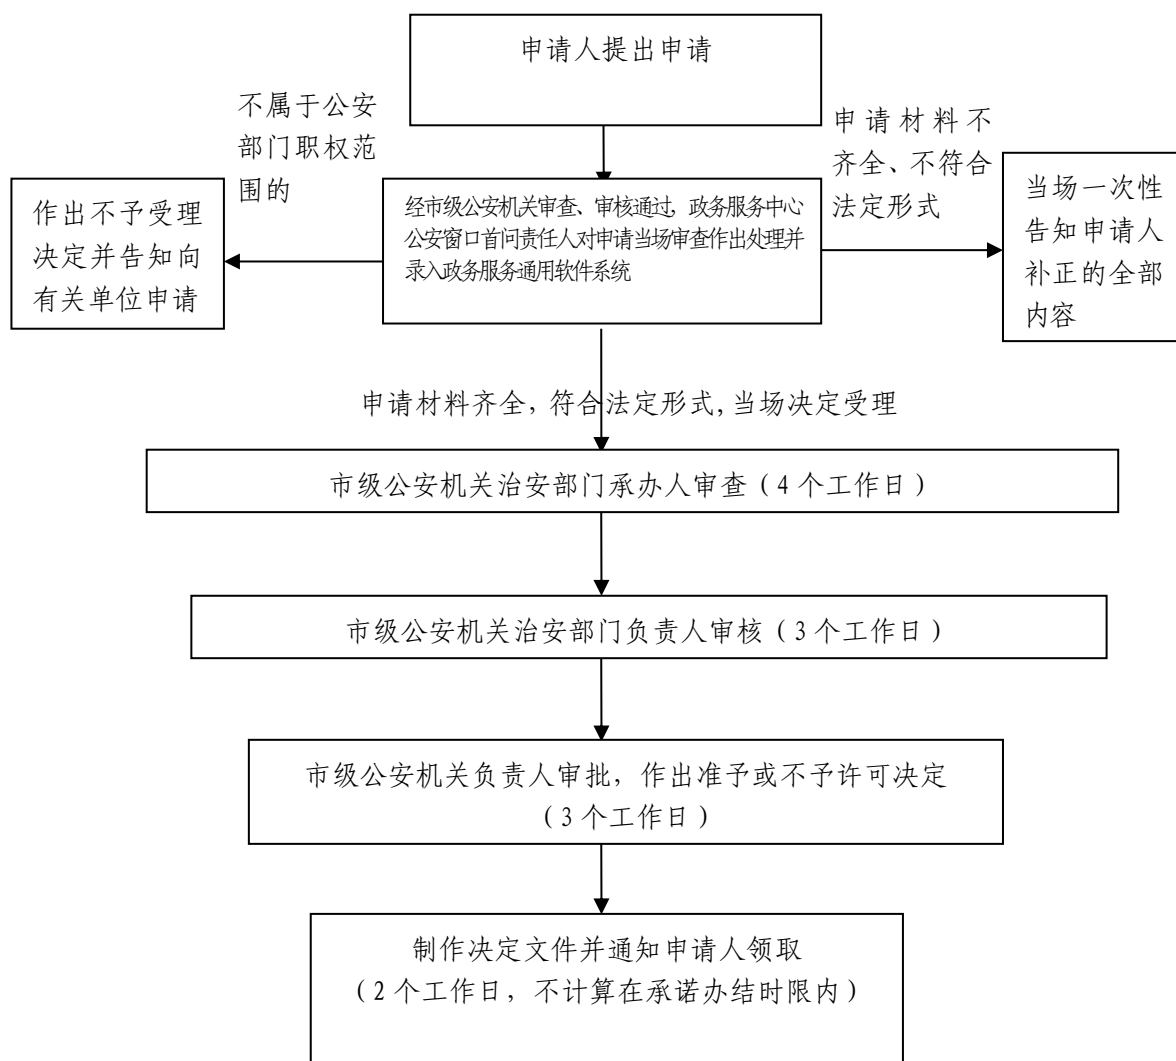 申请人提出申请
不属于公安
部门职权范
围的
申请材料不
齐全、不符合
法定形式
作出不予受理
决定并告知向
有关单位申请
经市级公安机关审查、审核通过,政务服务中心
公安窗口首问责任人对申请当场审查作出处理并
录入政务服务通用软件系统
当场一次性
告知申请人
补正的全部
内容
申请材料齐全,符合法定形式,当场决定受理
市级公安机关治安部门承办人审查(4个工作日)
市级公安机关治安部门负责人审核(3个工作日)
市级公安机关负责人审批,作出准予或不予许可决定
(3个工作日)
制作决定文件并通知申请人领取
(2个工作日,不计算在承诺办结时限内)